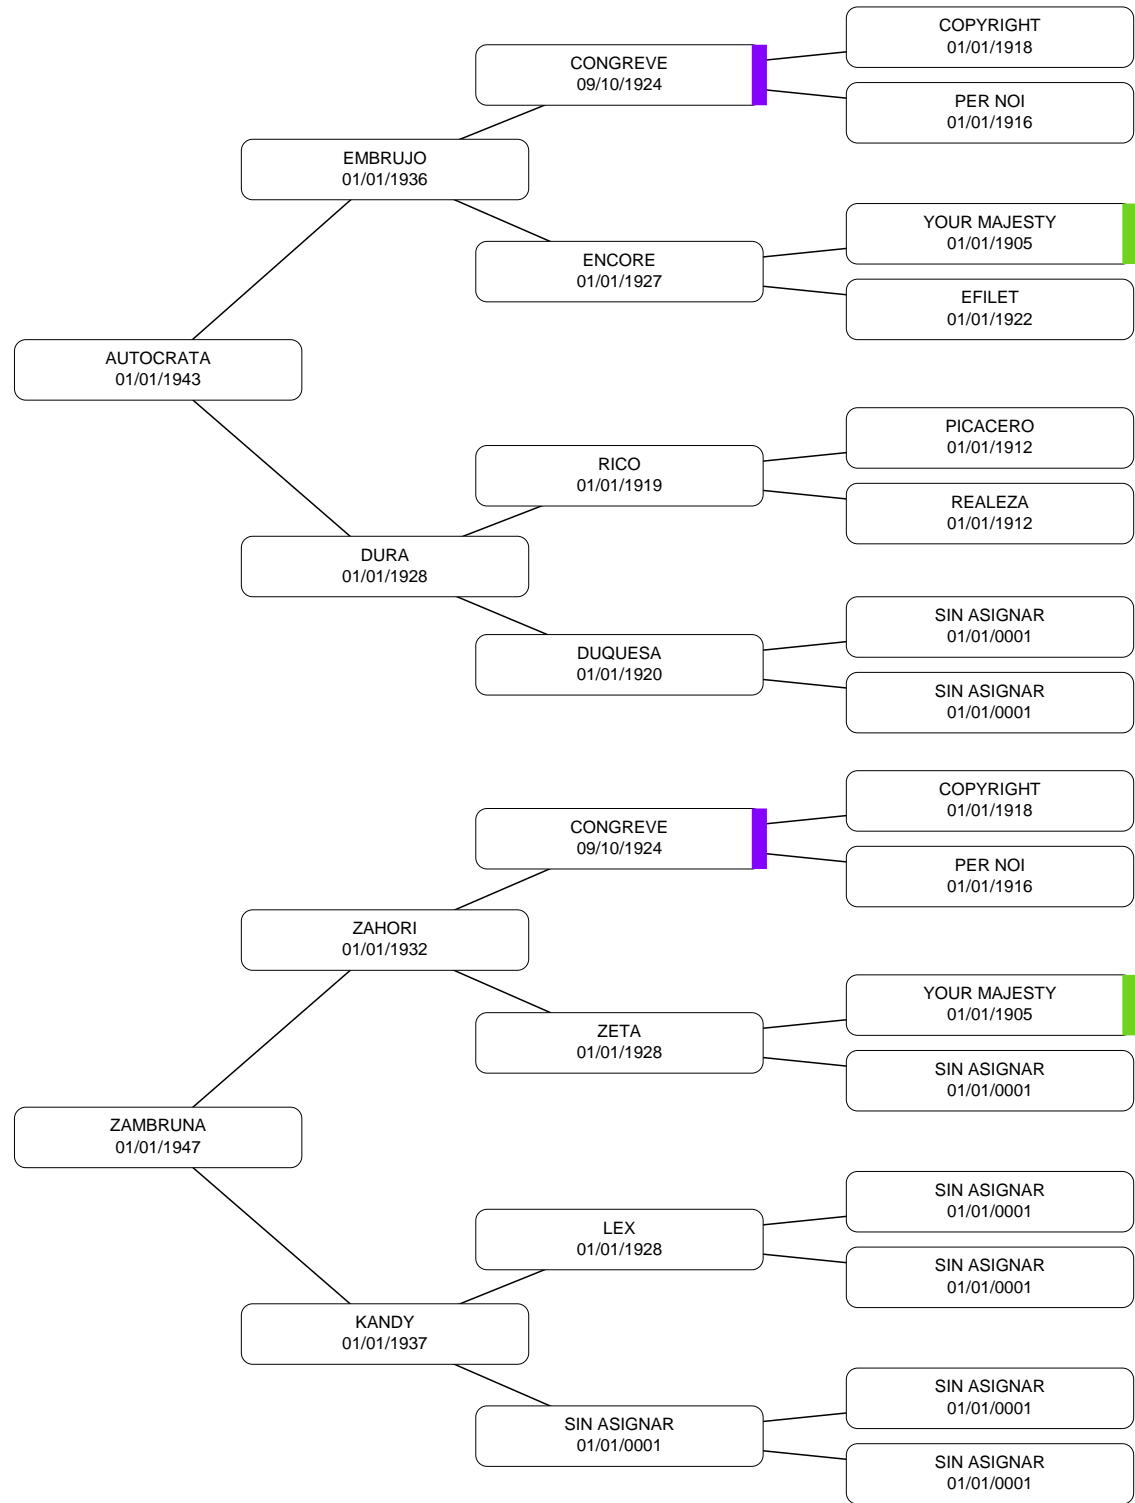 COPYRIGHT
01/01/1918
CONGREVE
09/10/1924
PER NOI
01/01/1916
EMBRUJO
01/01/1936
YOUR MAJESTY
01/01/1905
ENCORE
01/01/1927
EFILET
01/01/1922
AUTOCRATA
01/01/1943
PICACERO
01/01/1912
RICO
01/01/1919
REALEZA
01/01/1912
DURA
01/01/1928
SIN ASIGNAR
01/01/0001
DUQUESA
01/01/1920
SIN ASIGNAR
01/01/0001
COPYRIGHT
01/01/1918
CONGREVE
09/10/1924
PER NOI
01/01/1916
ZAHORI
01/01/1932
YOUR MAJESTY
01/01/1905
ZETA
01/01/1928
SIN ASIGNAR
01/01/0001
ZAMBRUNA
01/01/1947
SIN ASIGNAR
01/01/0001
LEX
01/01/1928
SIN ASIGNAR
01/01/0001
KANDY
01/01/1937
SIN ASIGNAR
01/01/0001
SIN ASIGNAR
01/01/0001
SIN ASIGNAR
01/01/0001